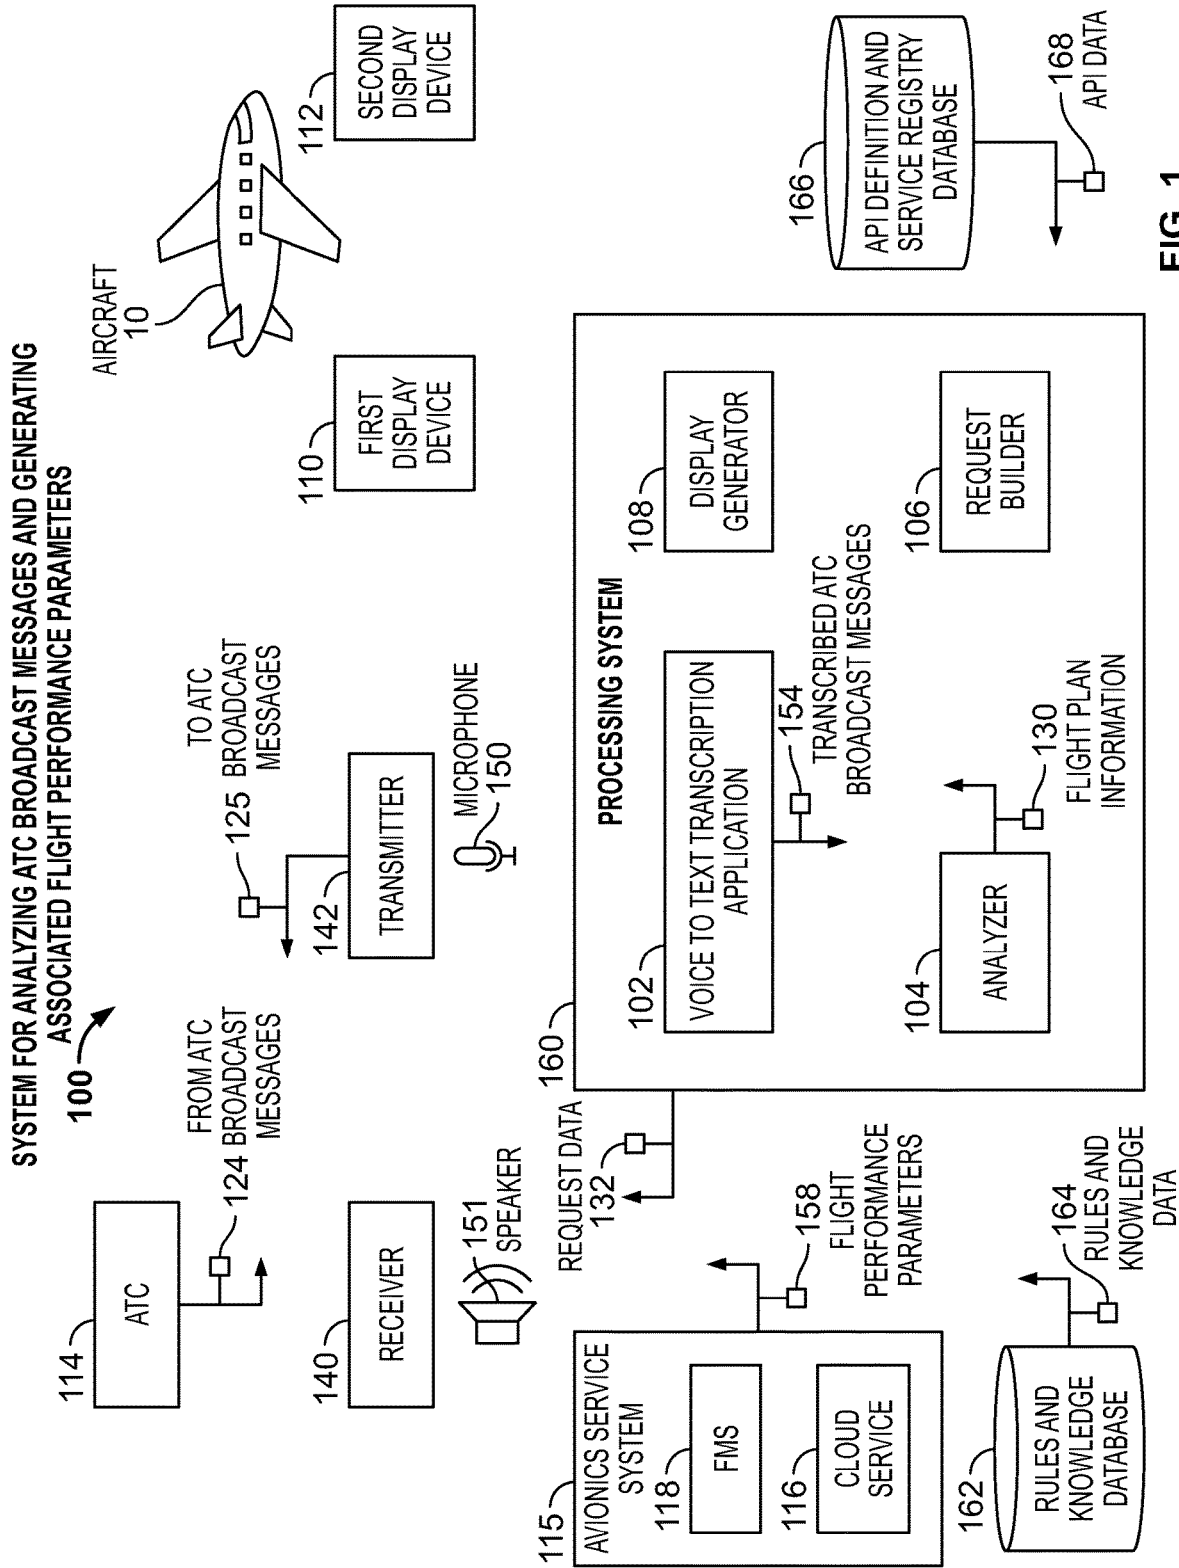 SYSTEM FOR ANALYZING ATC BROADCAST MESSAGES AND GENERATING
ASSOCIATED FLIGHT PERFORMANCE PARAMETERS
100
114
ATC
FROM ATC
124 BROADCAST
MESSAGES
TO ATC
125 BROADCAST
MESSAGES
AIRCRAFT
10
140
RECEIVER
142
TRANSMITTER
110
FIRST
DISPLAY
DEVICE
112
SECOND
DISPLAY
DEVICE
151
SPEAKER
MICROPHONE
150
115
AVIONICS SERVICE
SYSTEM
118
FMS
116
CLOUD
SERVICE
REQUEST DATA
132
158
FLIGHT
PERFORMANCE
PARAMETERS
160
PROCESSING SYSTEM
102
VOICE TO TEXT TRANSCRIPTION
APPLICATION
154
TRANSCRIBED ATC
BROADCAST MESSAGES
108
DISPLAY
GENERATOR
104
ANALYZER
130
FLIGHT PLAN
INFORMATION
106
REQUEST
BUILDER
162
RULES AND
KNOWLEDGE
DATABASE
164
RULES AND
KNOWLEDGE
DATA
166
API DEFINITION AND
SERVICE REGISTRY
DATABASE
168
API DATA
FIG. 1